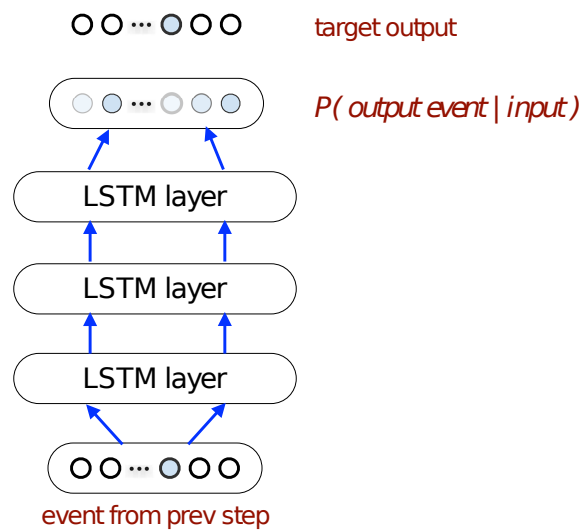 target output
P( output event | input )
LSTM layer
LSTM layer
LSTM layer
event from prev step